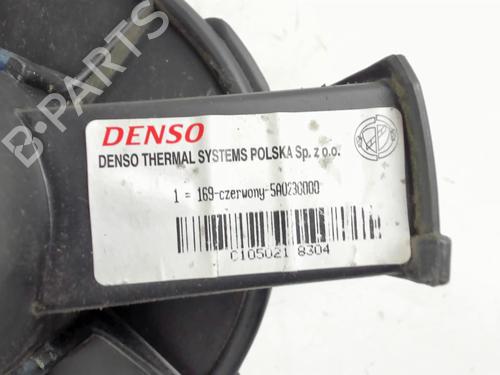 B-PARTS
DENSO
DENSO THERMAL SYSTEMS POLSKA Sp. z o.o.
1 = 169-czerwony-5A0230000
C105021 8304